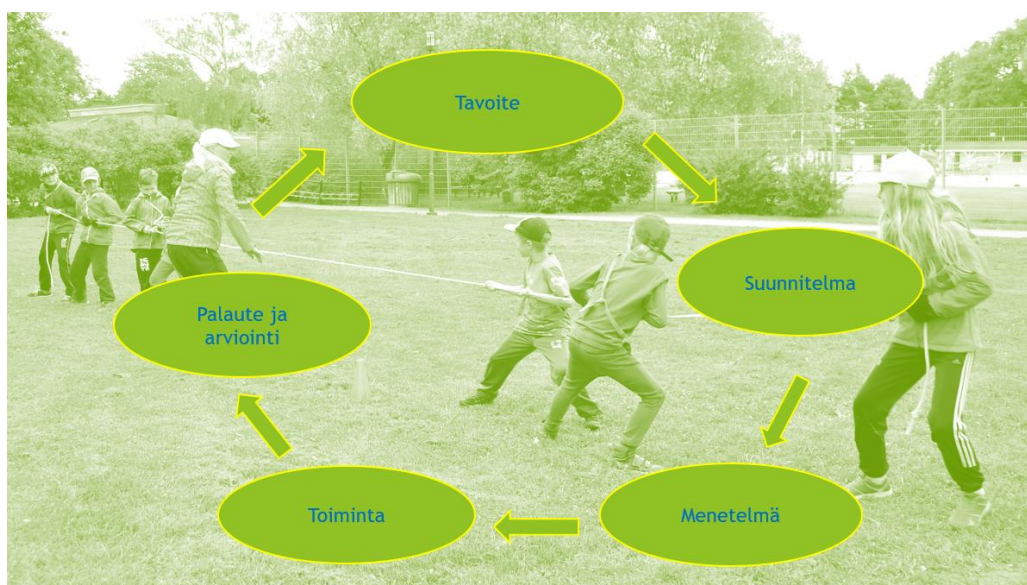 Tavoite
Suunnitelma
Menetelmä
Toiminta
Palaute ja
arviointi